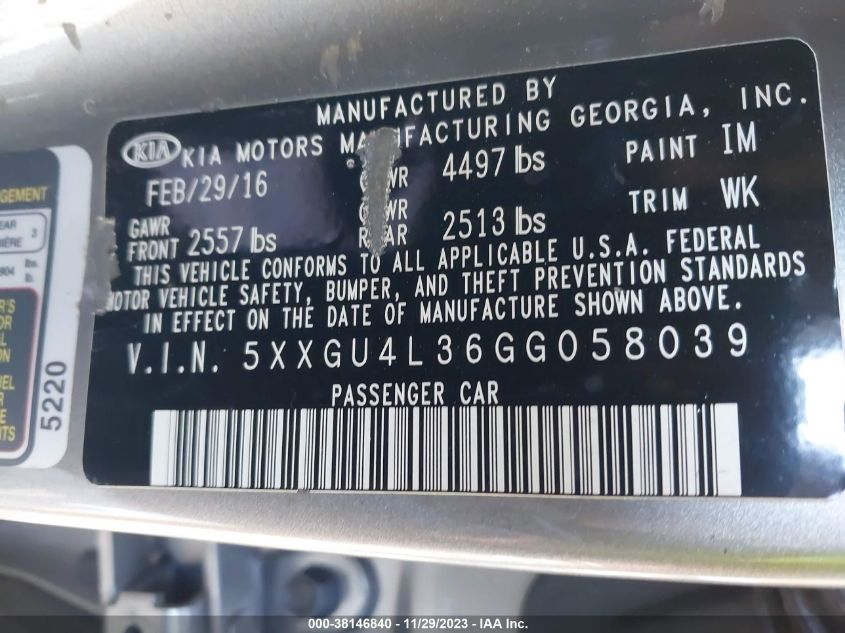 MANUFACTURED BY
KIA KIA MOTORS MANUFACTURING GEORGIA, INC.
FEB/29/16 GVWR 4497 lbs PAINT IM
GAWR FRONT 2557 lbs GAWR REAR 2513 lbs TRIM WK
THIS VEHICLE CONFORMS TO ALL APPLICABLE U.S.A. FEDERAL
MOTOR VEHICLE SAFETY, BUMPER, AND THEFT PREVENTION STANDARDS
IN EFFECT ON THE DATE OF MANUFACTURE SHOWN ABOVE.
V.I.N. 5XXGU4L36GG058039
PASSENGER CAR
5220
000-38146840 - 11/29/2023 - IAA Inc.